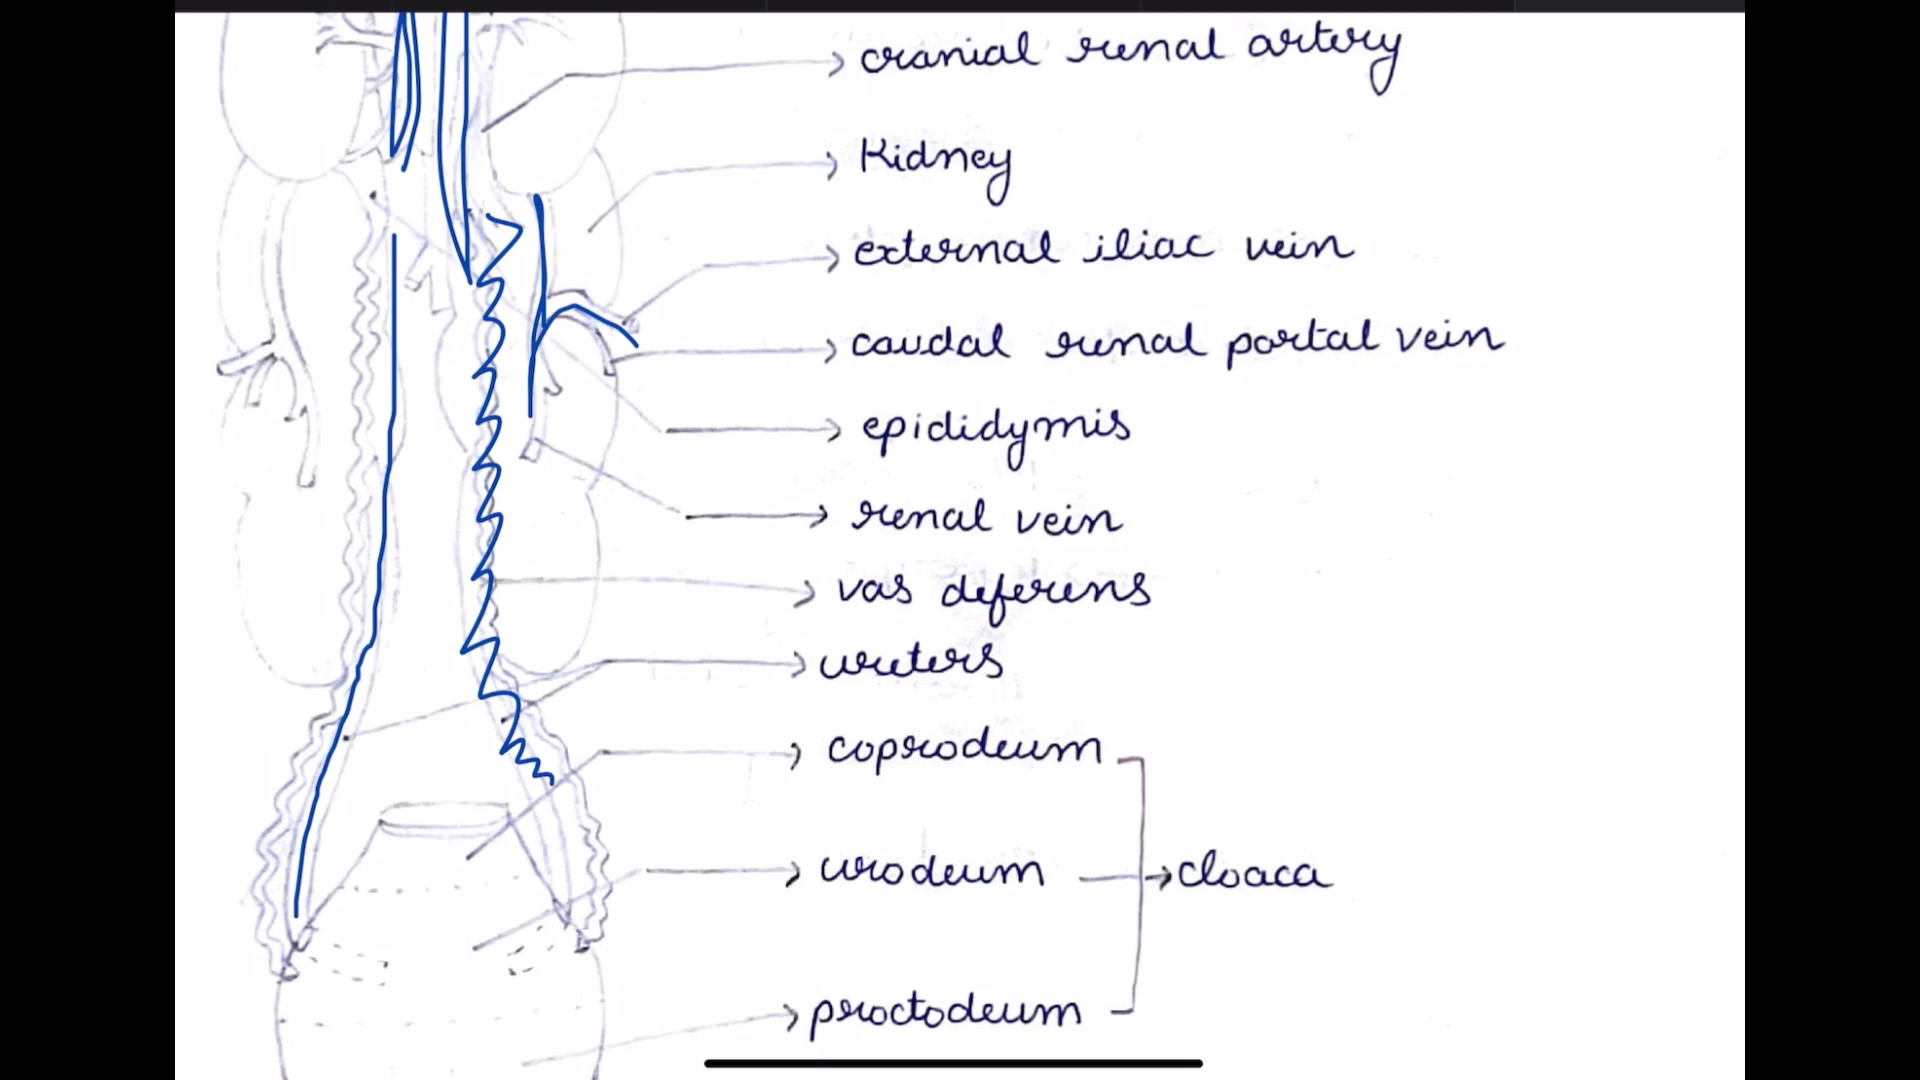 cranial renal artery
Kidney
external iliac vein
caudal renal portal vein
epididymis
renal vein
vas deferens
ureters
coprodeum
urodeum
cloaca
proctodeum